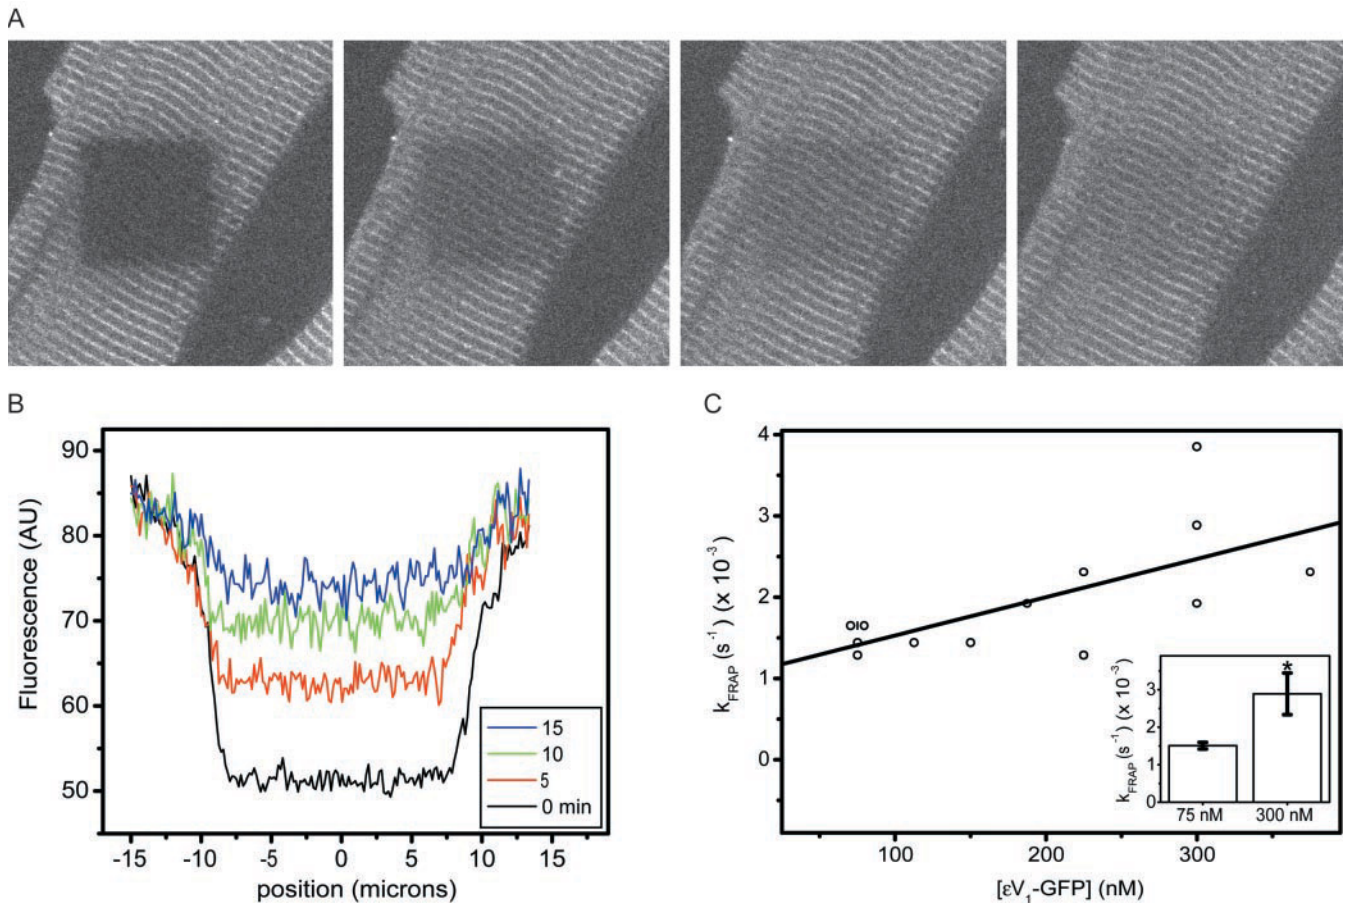 A
B
C
90
80
70
60
50
Fluorescence (AU)
15
10
5
0 min
-15
-10
-5
0
5
10
15
position (microns)
4
3
2
1
0
k_FRAP (s⁻¹) (x 10⁻³)
100
200
300
[εV₁-GFP] (nM)
3
2
1
0
k_FRAP (s⁻¹) (x 10⁻³)
*
75 nM
300 nM